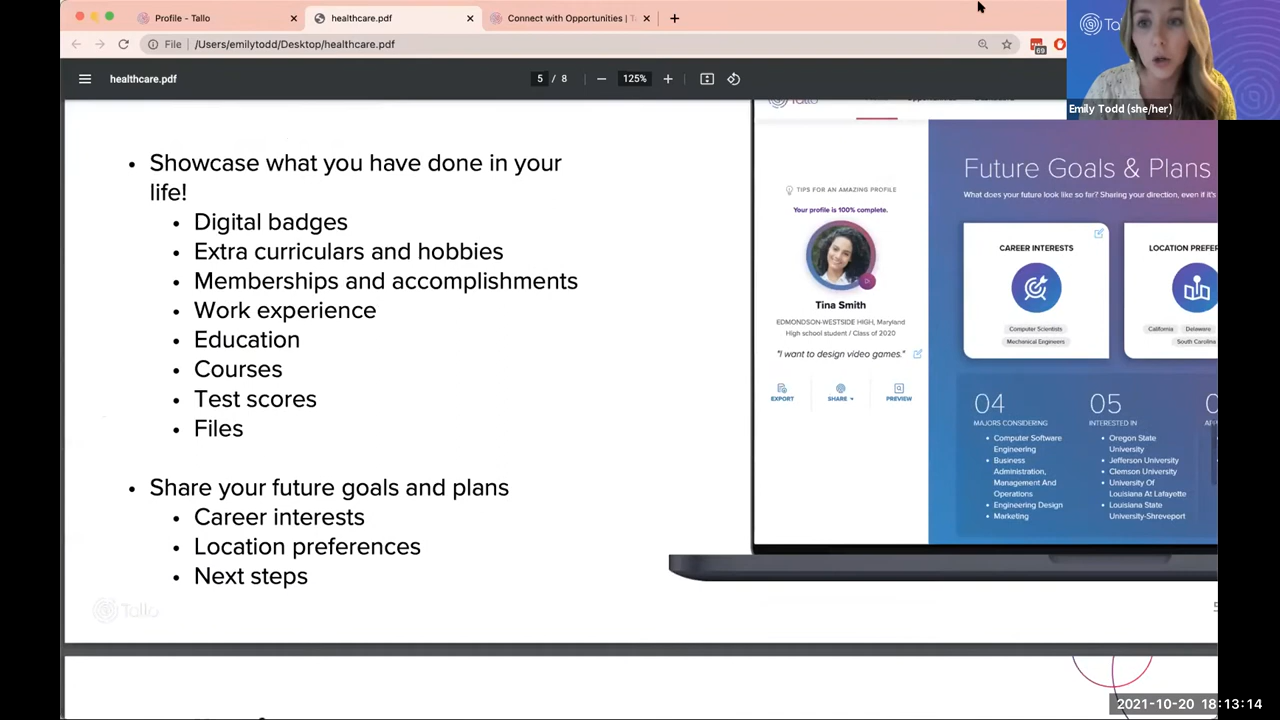 Profile - Tallo
healthcare.pdf
Connect with Opportunities | T
File
/Users/emilytodd/Desktop/healthcare.pdf
69
healthcare.pdf
5 / 8
125%
Emily Todd (she/her)
• Showcase what you have done in your
life!
• Digital badges
• Extra curriculars and hobbies
• Memberships and accomplishments
• Work experience
• Education
• Courses
• Test scores
• Files
• Share your future goals and plans
• Career interests
• Location preferences
• Next steps
Tallo
TIPS FOR AN AMAZING PROFILE
Your profile is 100% complete.
Tina Smith
EDMONDSON-WESTSIDE HIGH, Maryland
High school student / Class of 2020
"I want to design video games."
EXPORT
SHARE
PREVIEW
Future Goals & Plans
What does your future look like so far? Sharing your direction, even if it's
CAREER INTERESTS
Computer Scientists
Mechanical Engineers
LOCATION PREFER
California
Delaware
South Carolina
04
MAJORS CONSIDERING
• Computer Software
Engineering
• Business
Administration,
Management And
Operations
• Engineering Design
• Marketing
05
INTERESTED IN
• Oregon State
University
• Jefferson University
• Clemson University
• University Of
Louisiana At Lafayette
• Louisiana State
University-Shreveport
2021-10-20 18:13:14